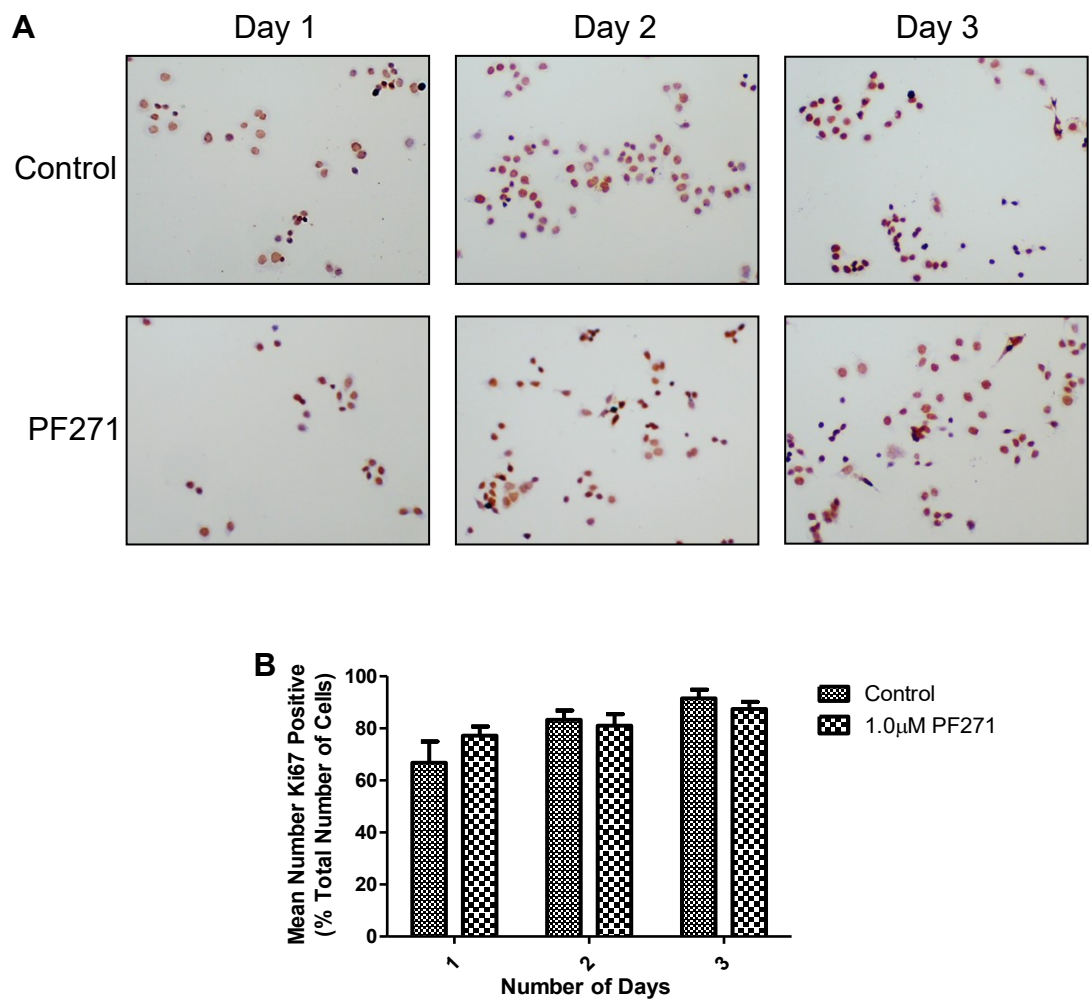 A
Day 1
Day 2
Day 3
Control
PF271
B
Mean Number Ki67 Positive
(% Total Number of Cells)
100
80
60
40
20
0
1
2
3
Number of Days
Control
1.0μM PF271